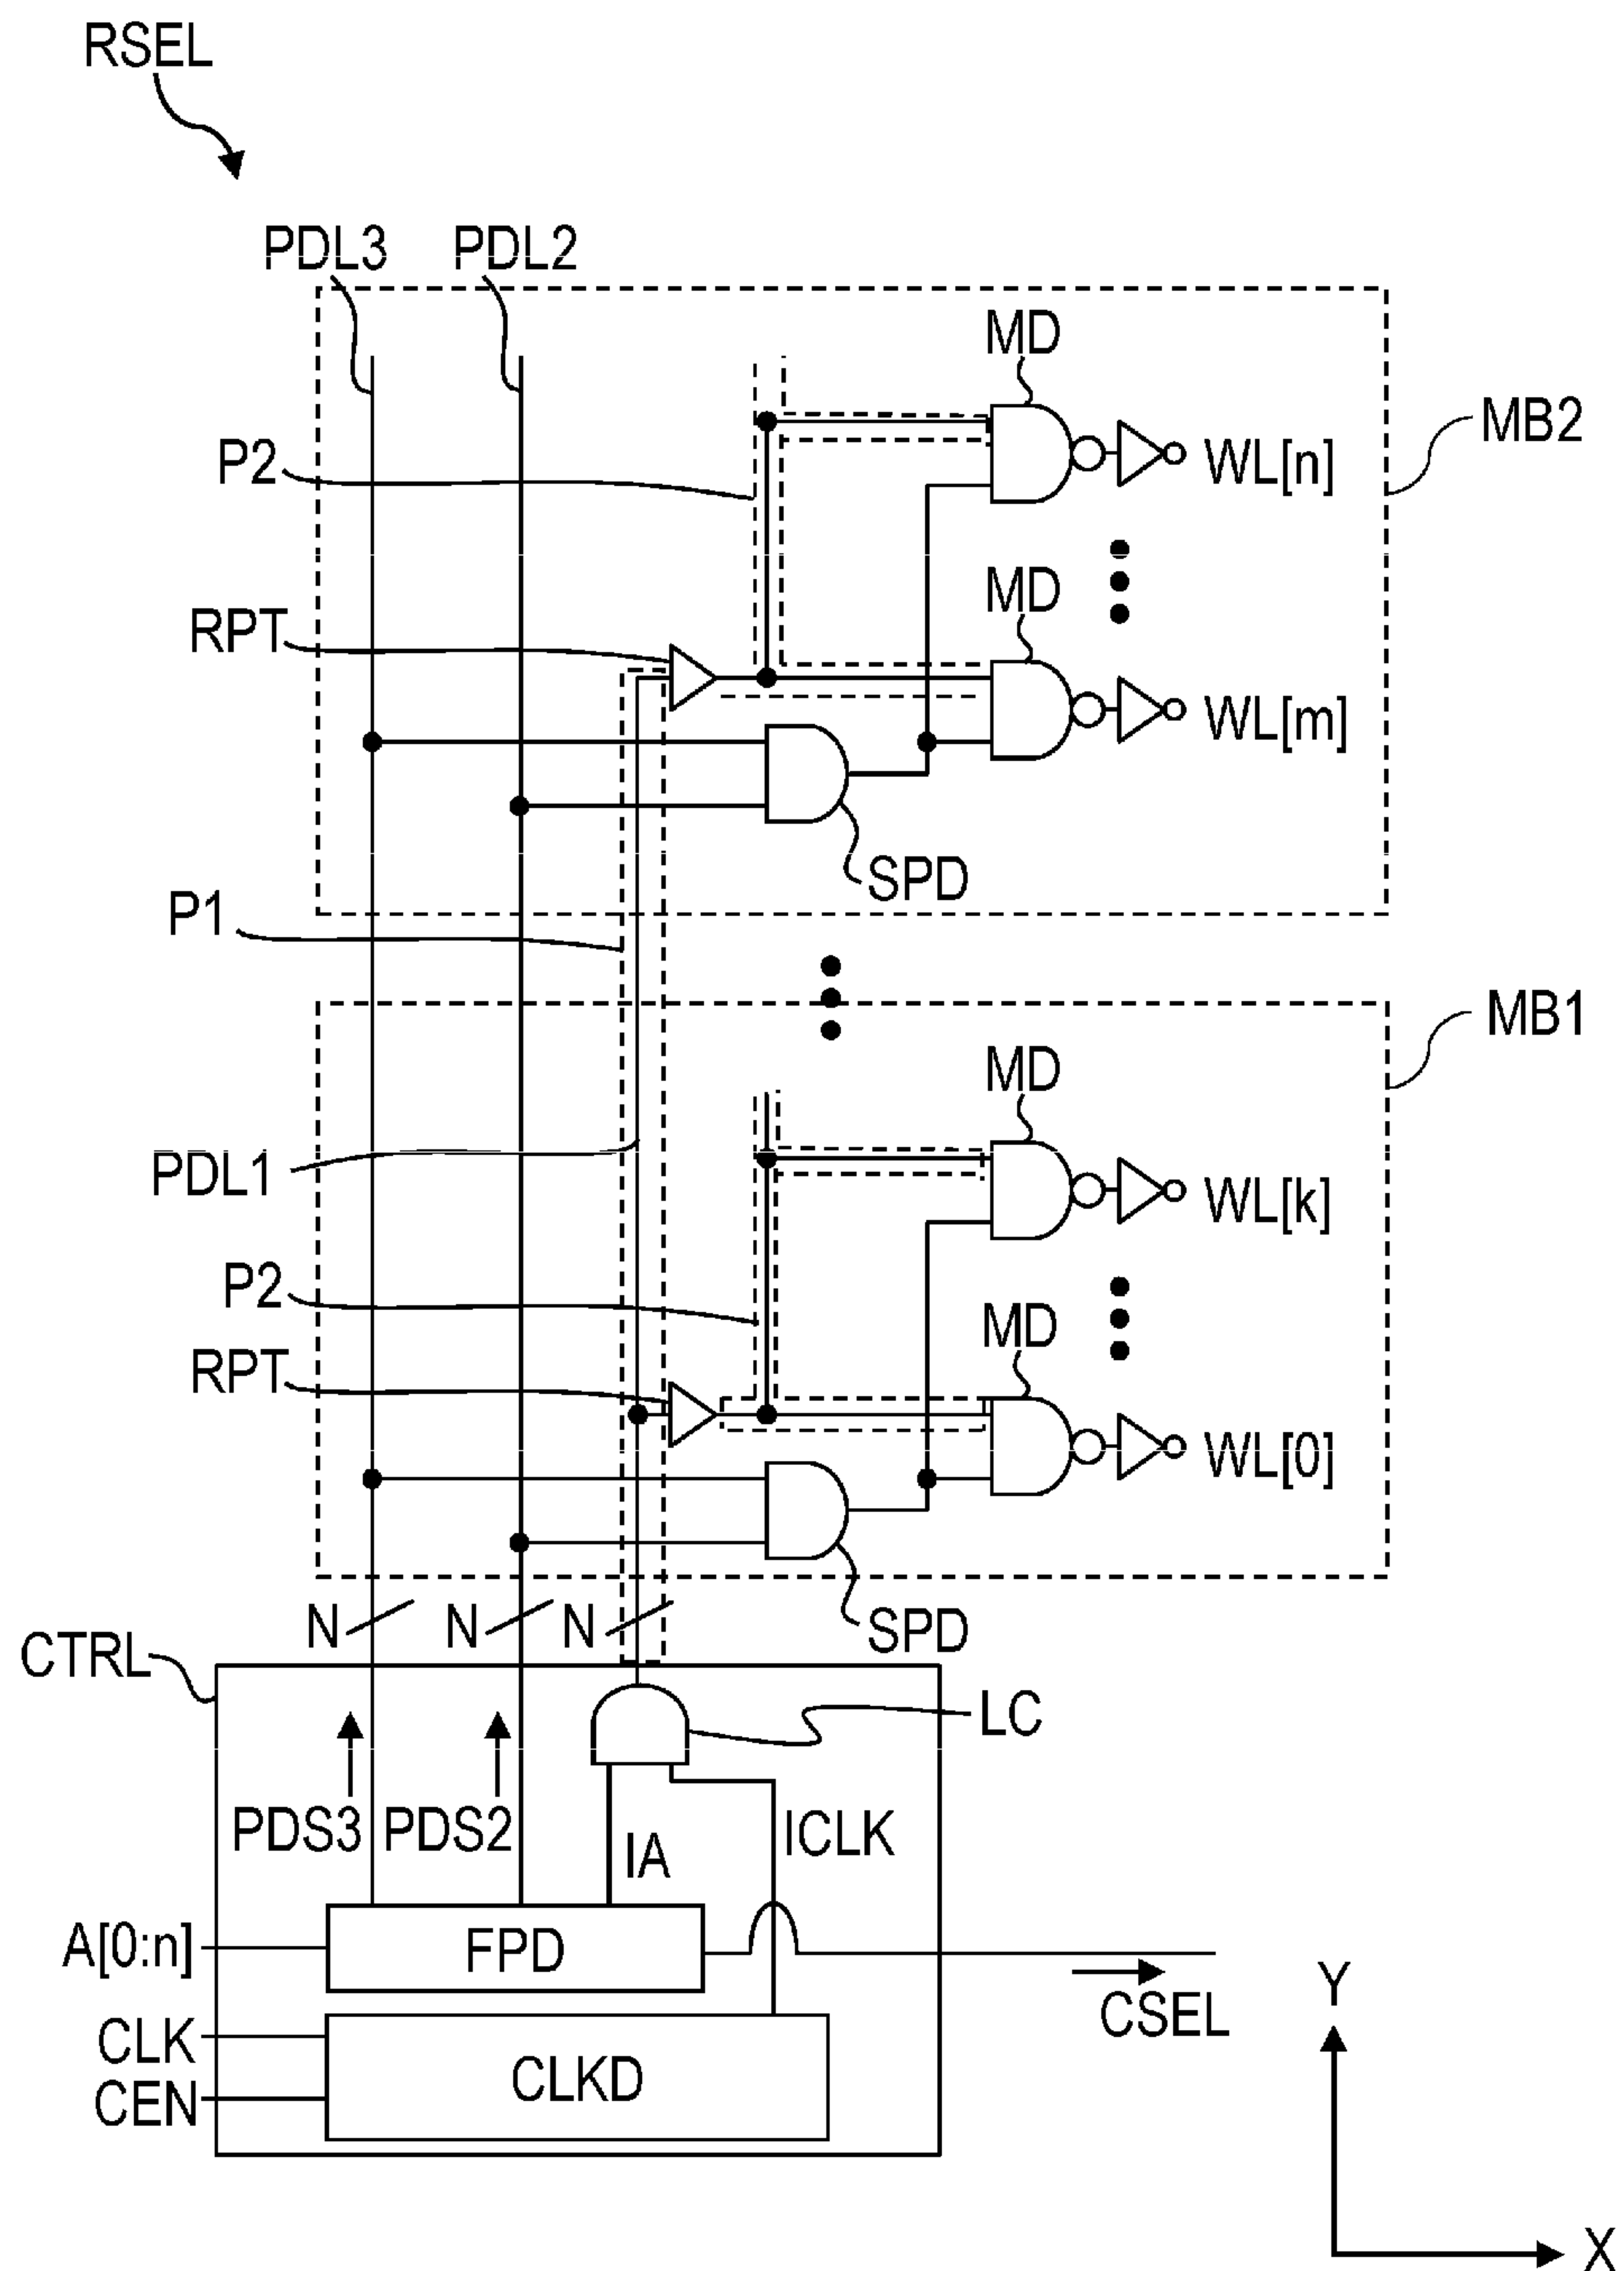 RSEL
PDL3 PDL2
MD
MB2
P2
WL[n]
MD
RPT
WL[m]
SPD
P1
MB1
MD
PDL1
WL[k]
P2
MD
RPT
WL[0]
N N N
SPD
CTRL
LC
PDS3 PDS2
IA
ICLK
A[0:n]
FPD
CSEL
Y
CLK
CLKD
CEN
X